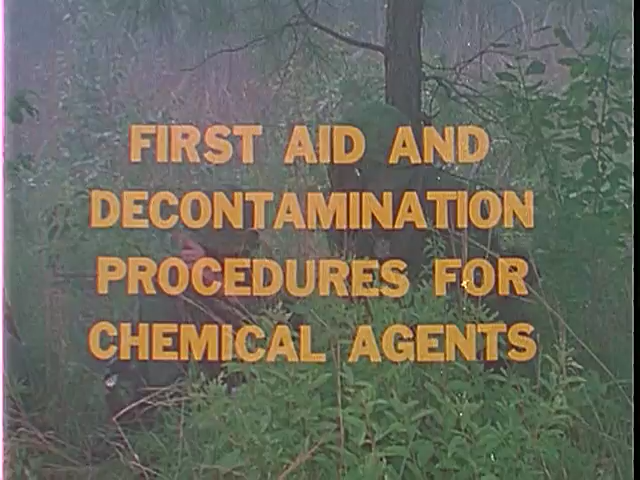 FIRST AID AND
DECONTAMINATION
PROCEDURES FOR
CHEMICAL AGENTS